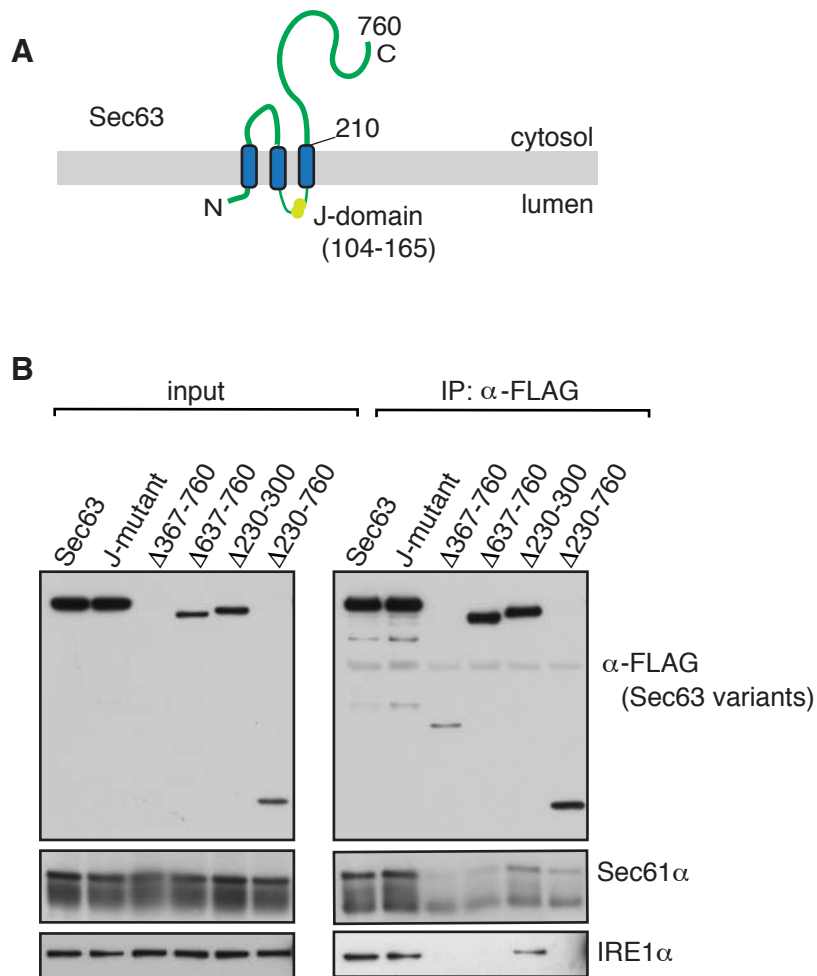 A
760
C
Sec63
210
cytosol
N
J-domain
(104-165)
lumen
B
input
IP: α-FLAG
Sec63
J-mutant
Δ367-760
Δ637-760
Δ230-300
Δ230-760
Sec63
J-mutant
Δ367-760
Δ637-760
Δ230-300
Δ230-760
α-FLAG
(Sec63 variants)
Sec61α
IRE1α